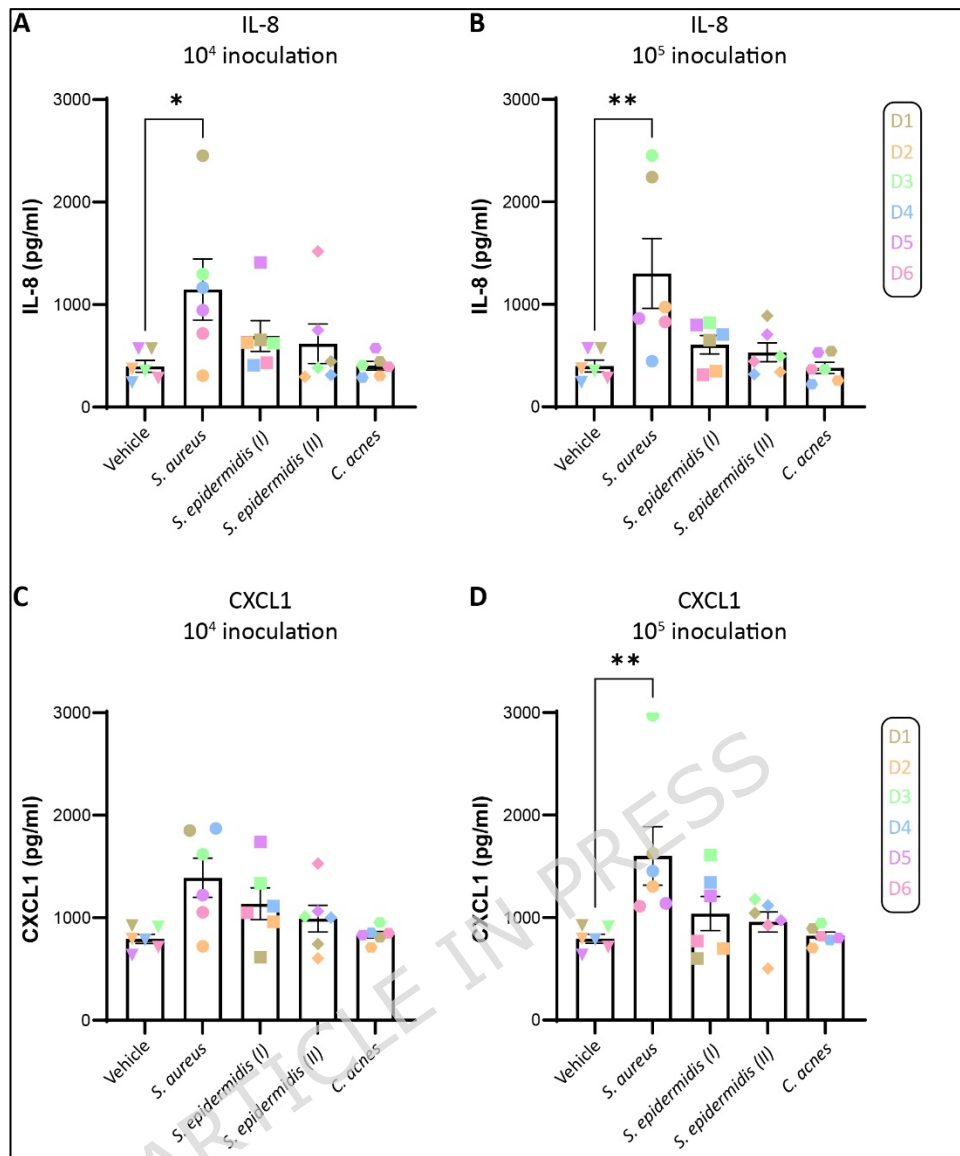 A
IL-8
10⁴ inoculation
*
3000
2000
1000
0
IL-8 (pg/ml)
Vehicle
S. aureus
S. epidermidis (I)
S. epidermidis (II)
C. acnes
B
IL-8
10⁵ inoculation
**
3000
2000
1000
0
IL-8 (pg/ml)
Vehicle
S. aureus
S. epidermidis (I)
S. epidermidis (II)
C. acnes
D1
D2
D3
D4
D5
D6
C
CXCL1
10⁴ inoculation
3000
2000
1000
0
CXCL1 (pg/ml)
Vehicle
S. aureus
S. epidermidis (I)
S. epidermidis (II)
C. acnes
D
CXCL1
10⁵ inoculation
**
3000
2000
1000
0
CXCL1 (pg/ml)
Vehicle
S. aureus
S. epidermidis (I)
S. epidermidis (II)
C. acnes
D1
D2
D3
D4
D5
D6
ARTICLE IN PRESS